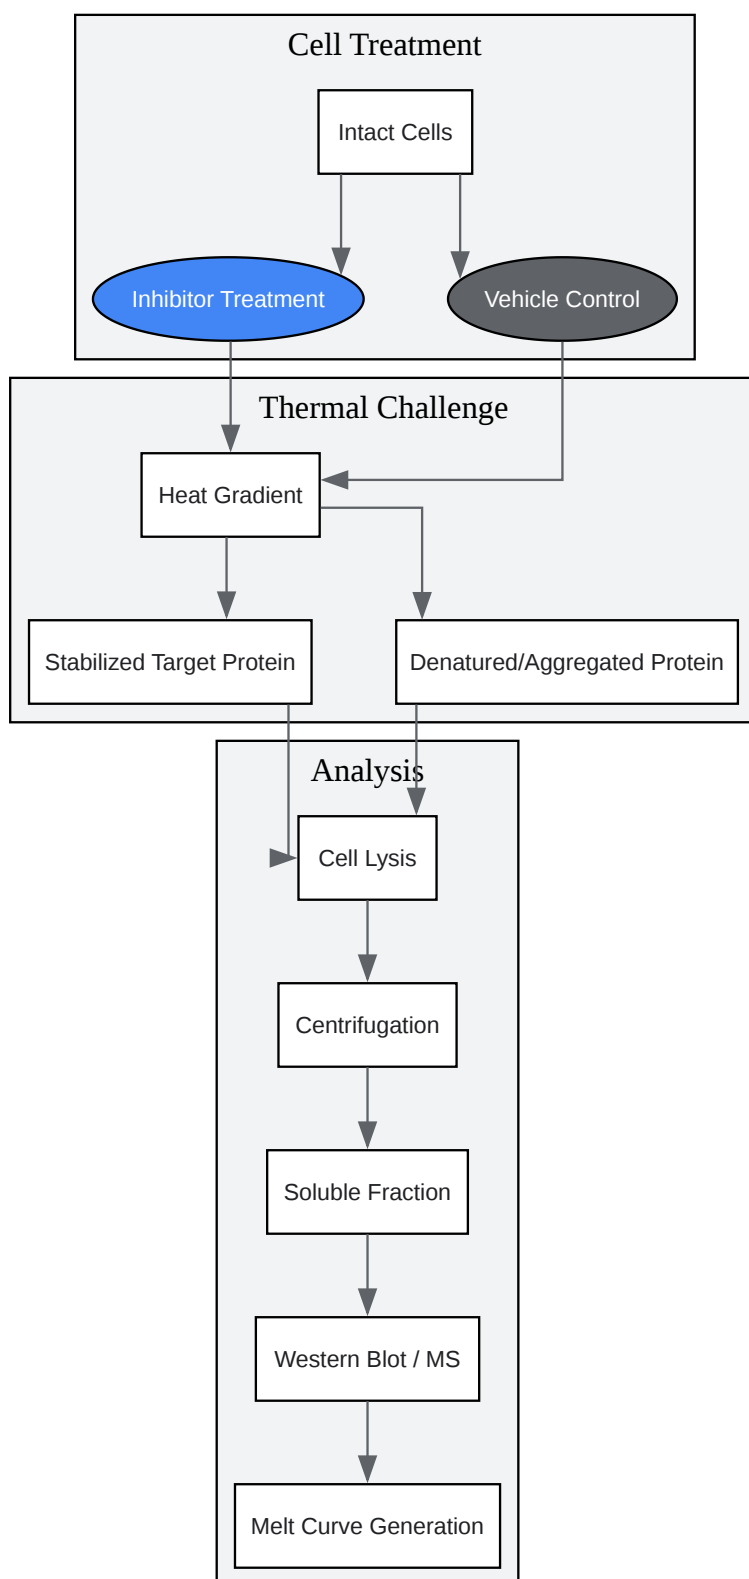 Cell Treatment
Intact Cells
Inhibitor Treatment
Vehicle Control
Thermal Challenge
Heat Gradient
Stabilized Target Protein
Denatured/Aggregated Protein
Analysis
Cell Lysis
Centrifugation
Soluble Fraction
Western Blot / MS
Melt Curve Generation